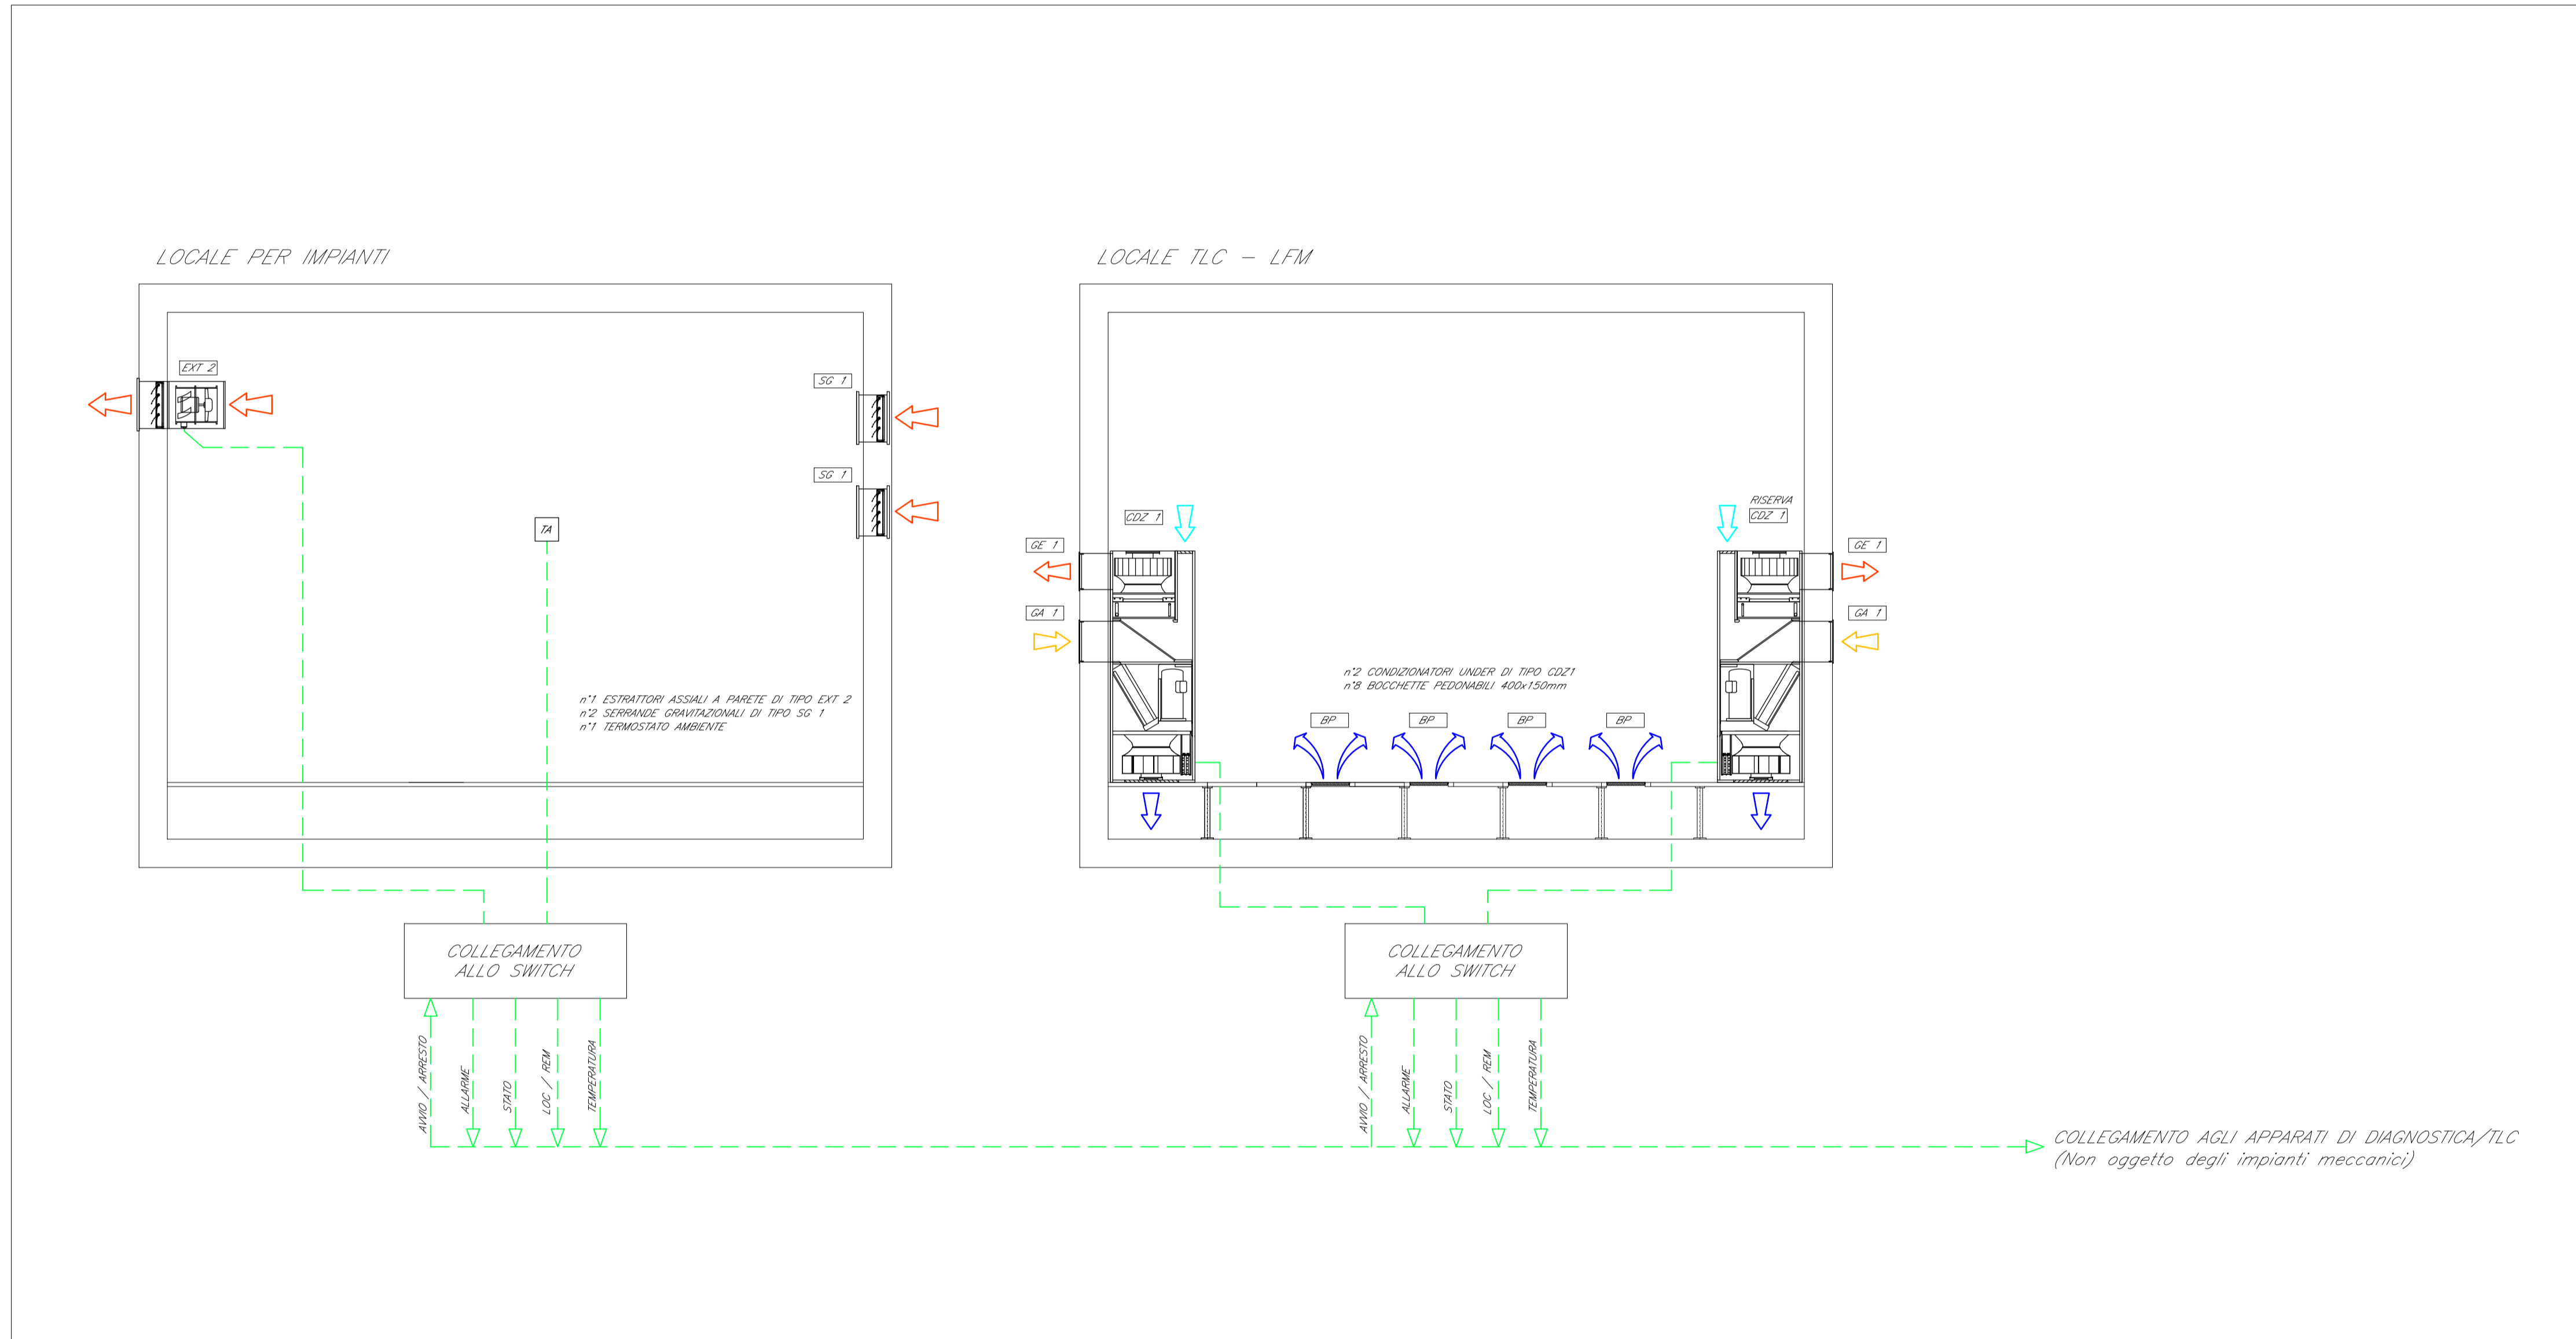 LOCALE PER IMPIANTI
EXT 2
SG 1
SG 1
TA
n°1 ESTRATTORI ASSIALI A PARETE DI TIPO EXT 2
n°2 SERRANDE GRAVITAZIONALI DI TIPO SG 1
n°1 TERMOSTATO AMBIENTE
COLLEGAMENTO
ALLO SWITCH
AVVIO / ARRESTO
ALLARME
STATO
LOC / REM
TEMPERATURA
LOCALE TLC - LFM
CDZ 1
RISERVA
CDZ 1
GE 1
GE 1
GA 1
GA 1
n°2 CONDIZIONATORI UNDER DI TIPO CDZ1
n°8 BOCCHETTE PEDONABILI 400x150mm
BP
BP
BP
BP
COLLEGAMENTO
ALLO SWITCH
AVVIO / ARRESTO
ALLARME
STATO
LOC / REM
TEMPERATURA
COLLEGAMENTO AGLI APPARATI DI DIAGNOSTICA/TLC
(Non oggetto degli impianti meccanici)